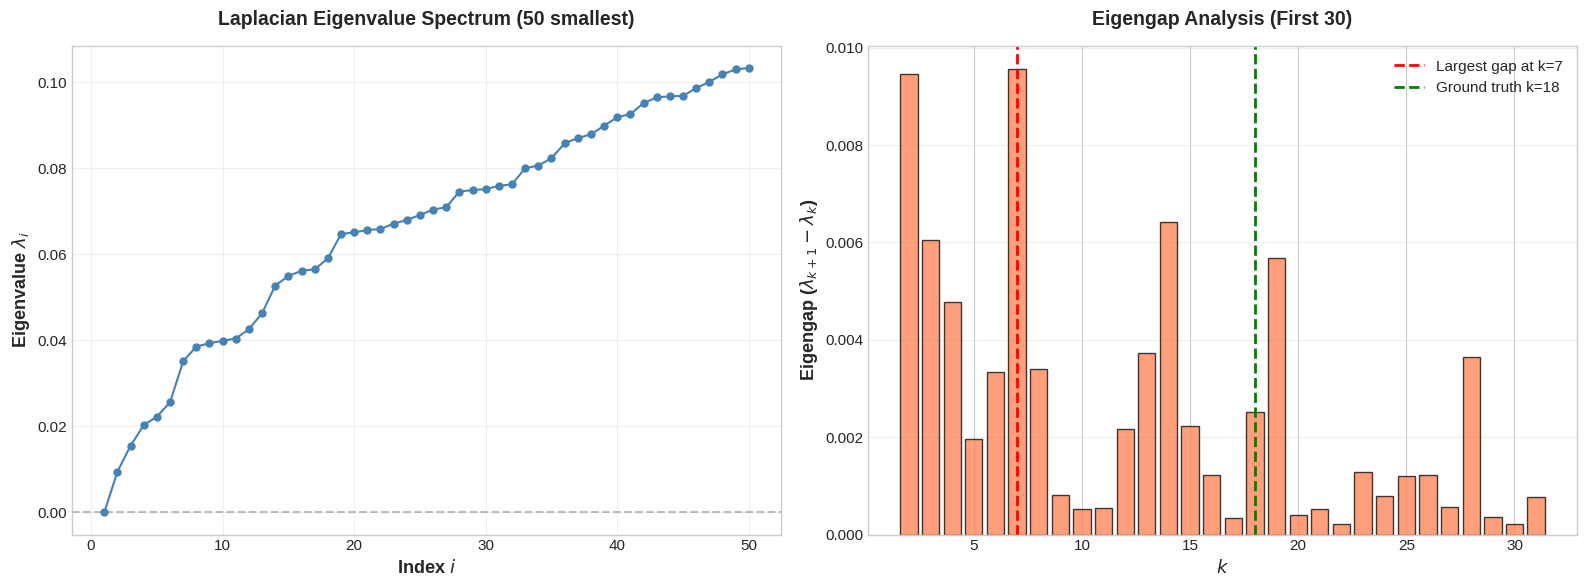 Laplacian Eigenvalue Spectrum (50 smallest)
Eigenvalue λᵢ
0.10
0.08
0.06
0.04
0.02
0.00
0 10 20 30 40 50
Index i
Eigengap Analysis (First 30)
Eigengap (λₖ₊₁ − λₖ)
0.010
0.008
0.006
0.004
0.002
0.000
5 10 15 20 25 30
k
Largest gap at k=7
Ground truth k=18